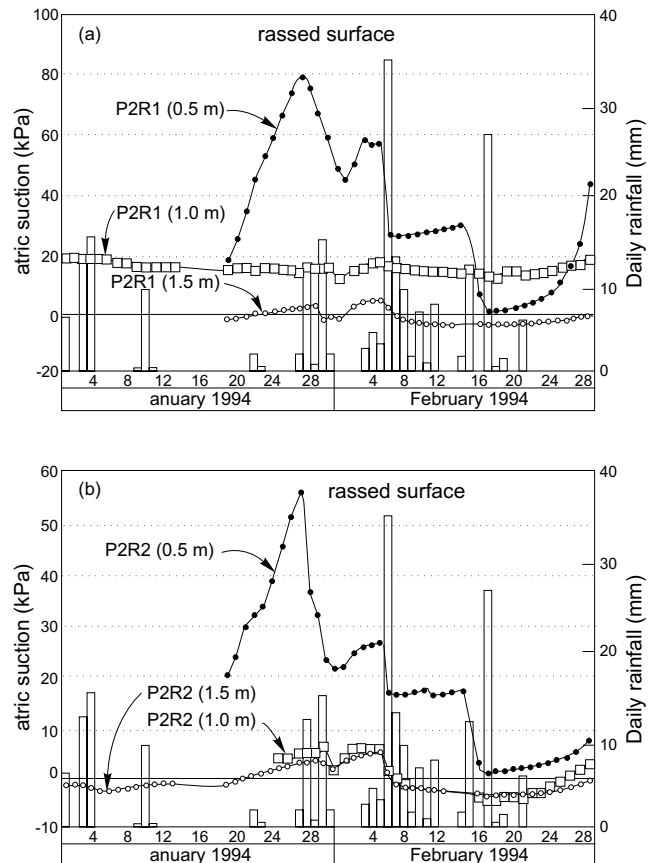 (a)
rassed surface
100
80
60
40
20
0
-20
atric suction (kPa)
40
30
20
10
0
Daily rainfall (mm)
P2R1 (0.5 m)
P2R1 (1.0 m)
P2R1 (1.5 m)
4 8 12 16 20 24 28 4 8 12 16 20 24 28
anuary 1994 February 1994
(b)
rassed surface
60
50
40
30
20
10
0
-10
atric suction (kPa)
40
30
20
10
0
Daily rainfall (mm)
P2R2 (0.5 m)
P2R2 (1.5 m)
P2R2 (1.0 m)
4 8 12 16 20 24 28 4 8 12 16 20 24 28
anuary 1994 February 1994